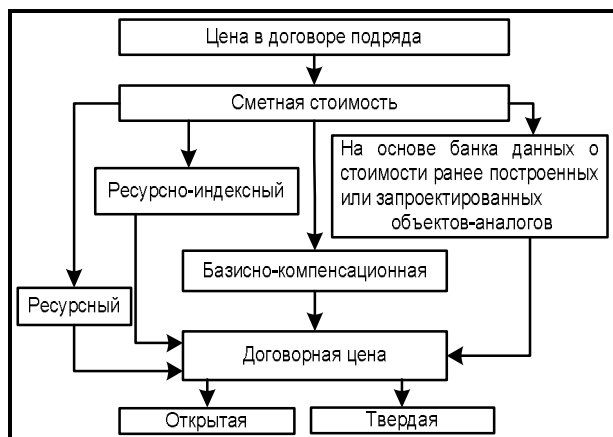 Цена в договоре подряда
Сметная стоимость
На основе банка данных о
стоимости ранее построенных
или запроектированных
объектов-аналогов
Ресурсно-индексный
Базисно-компенсационная
Ресурсный
Договорная цена
Открытая
Твердая